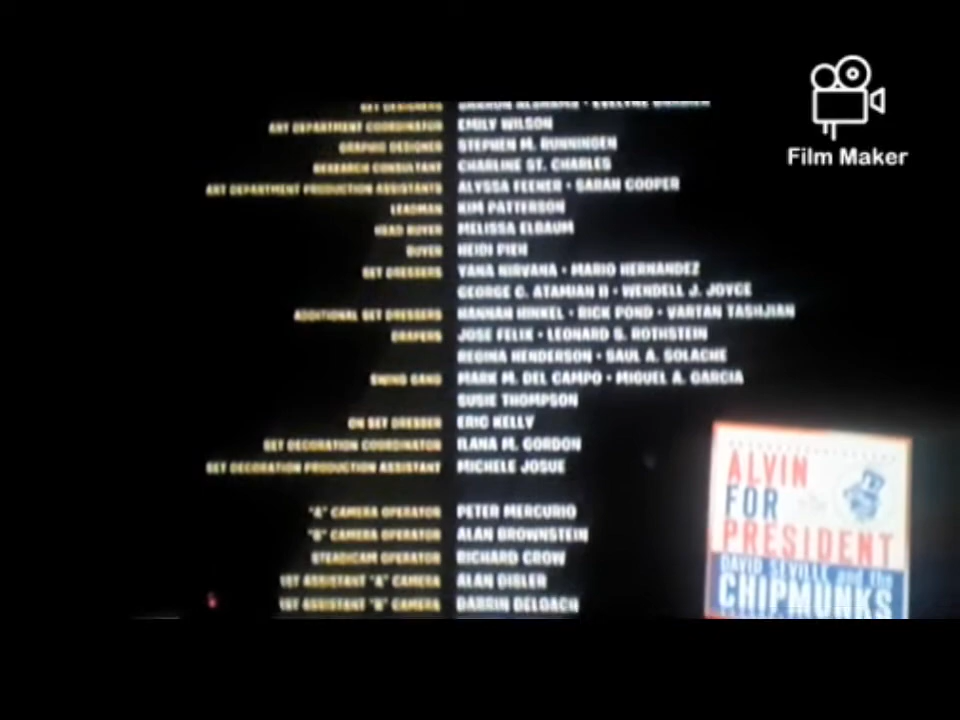 Film Maker
SET DESIGNERS
ART DEPARTMENT COORDINATOR EMILY WILSON
GRAPHIC DESIGNER STEPHEN M. BUNNINGEN
RESEARCH CONSULTANT CHARLINE ST. CHARLES
ART DEPARTMENT PRODUCTION ASSISTANTS ALYSSA FEENER • SARAH COOPER
LEADMAN KIM PATTERSON
HEAD BUYER MELISSA ELBAUM
BUYER HEIDI
SET DRESSERS YANA NIRVANA • MARIO HERNANDEZ
GEORGE C. ATAMIAN II • WENDELL J. JOYCE
ADDITIONAL SET DRESSERS HANNAH HINKEL • RICK POND • VARTAN TASHJIAN
DRAPERS JOSE FELIX • LEONARD S. ROTHSTEIN
REGINA HENDERSON • SAUL A. SOLACHE
SWING GANG MARK M. DEL CAMPO • MIGUEL A. GARCIA
SUSIE THOMPSON
ON SET DRESSER ERIC KELLY
SET DECORATION COORDINATOR ILANA M. GORDON
SET DECORATION PRODUCTION ASSISTANT MICHELE JOSUE
"A" CAMERA OPERATOR PETER MERCURIO
"B" CAMERA OPERATOR ALAN BROWNSTEIN
STEADICAM OPERATOR RICHARD CROW
1ST ASSISTANT "A" CAMERA ALAN DISLER
1ST ASSISTANT "B" CAMERA DARRIN DELOACH
ALVIN
FOR
PRESIDENT
DAVID SEVILLE and the
CHIPMUNKS